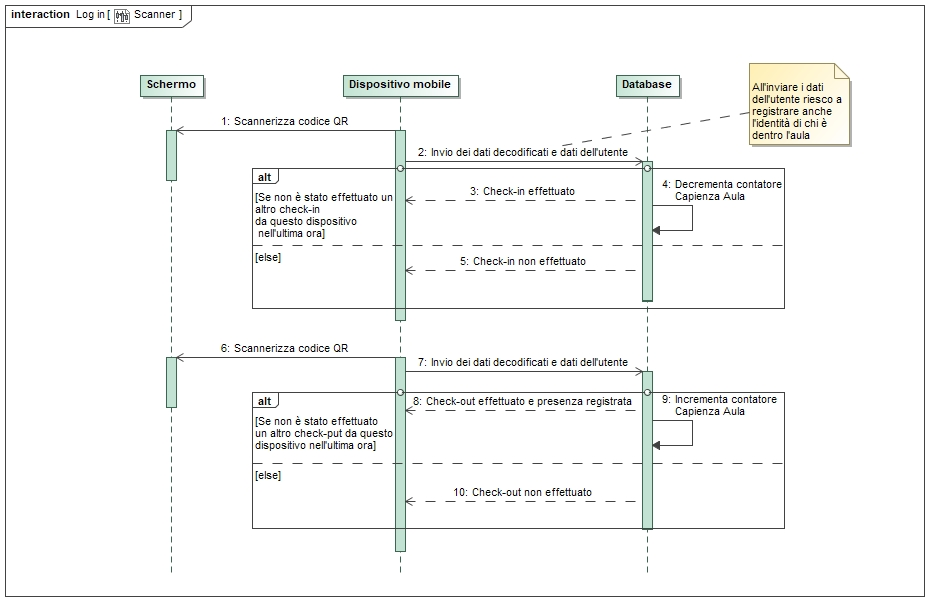 interaction Log in [ Scanner ]
Schermo
Dispositivo mobile
Database
All'inviare i dati
dell'utente riesco a
registrare anche
l'identità di chi è
dentro l'aula
1: Scannerizza codice QR
2: Invio dei dati decodificati e dati dell'utente
alt
[Se non è stato effettuato un
altro check-in
da questo dispositivo
nell'ultima ora]
3: Check-in effettuato
4: Decrementa contatore
Capienza Aula
[else]
5: Check-in non effettuato
6: Scannerizza codice QR
7: Invio dei dati decodificati e dati dell'utente
alt
[Se non è stato effettuato
un altro check-put da questo
dispositivo nell'ultima ora]
8: Check-out effettuato e presenza registrata
9: Incrementa contatore
Capienza Aula
[else]
10: Check-out non effettuato